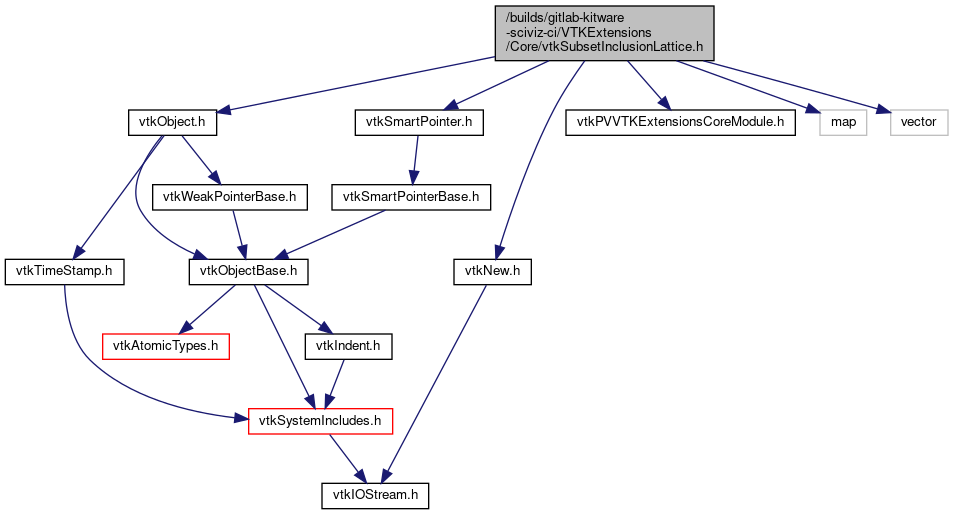 /builds/gitlab-kitware
-sciviz-ci/VTKExtensions
/Core/vtkSubsetInclusionLattice.h
vtkObject.h
vtkSmartPointer.h
vtkPVVTKExtensionsCoreModule.h
map
vector
vtkWeakPointerBase.h
vtkSmartPointerBase.h
vtkTimeStamp.h
vtkObjectBase.h
vtkNew.h
vtkAtomicTypes.h
vtkIndent.h
vtkSystemIncludes.h
vtkIOStream.h